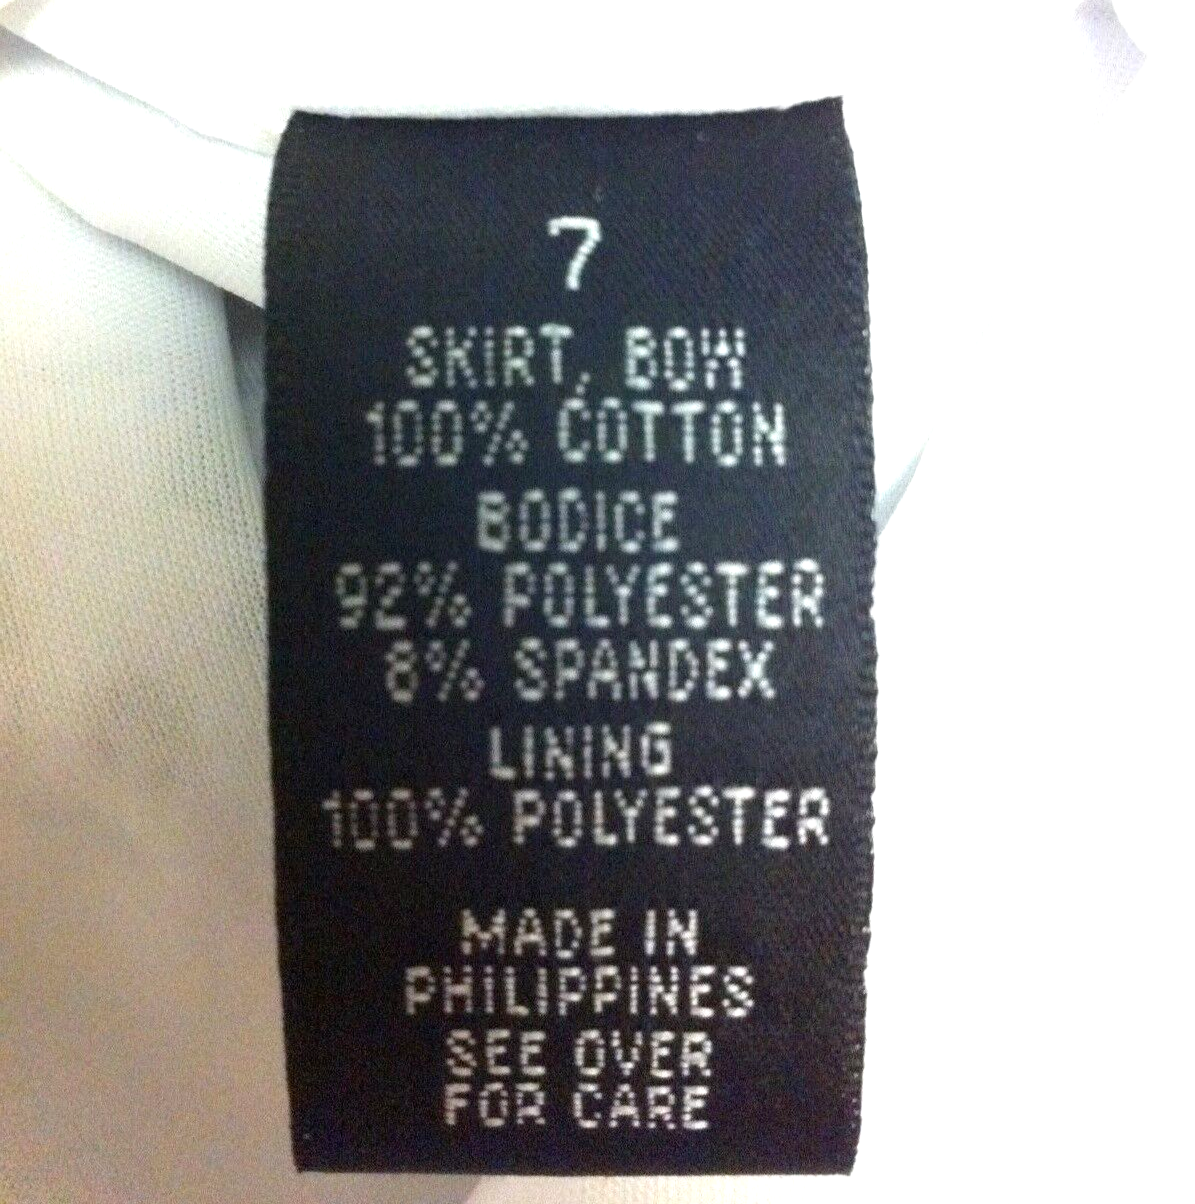 7
SKIRT, BOW
100% COTTON
BODICE
92% POLYESTER
8% SPANDEX
LINING
100% POLYESTER
MADE IN
PHILIPPINES
SEE OVER
FOR CARE